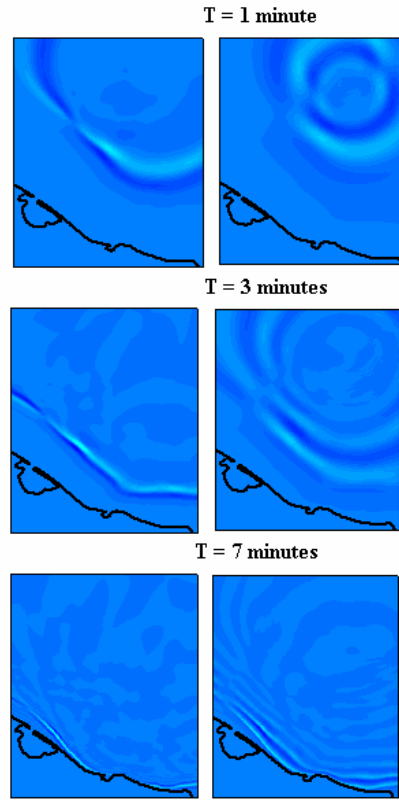 T = 1 minute
T = 3 minutes
T = 7 minutes